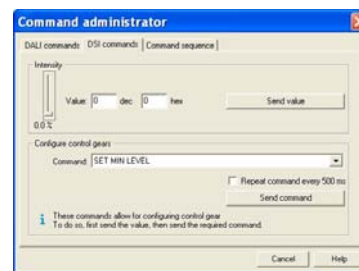 Command administrator
DALI commands DSI commands Command sequence
Intensity
Value: 0 dec 0 hex Send value
0.0 %
Configure control gears
Command: SET MIN LEVEL
Repeat command every 500 ms
Send command
These commands allow for configuring control gear
To do so, first send the value, then send the required command.
Cancel Help